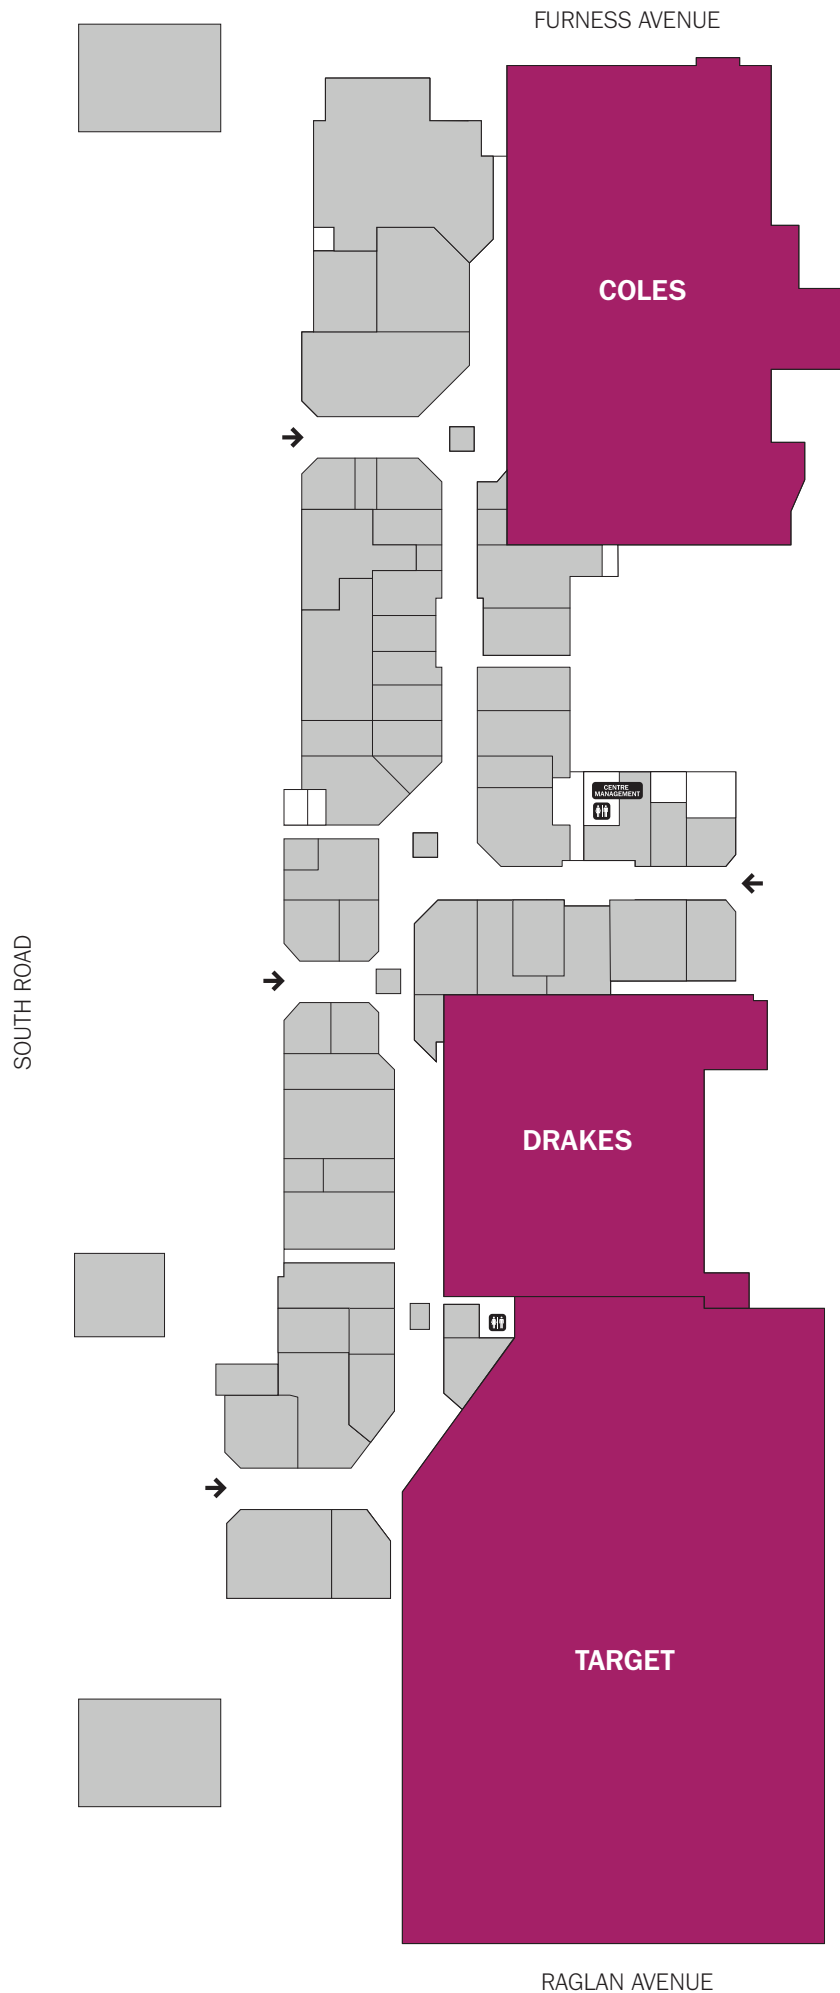 FURNESS AVENUE
COLES
CENTRE
MANAGEMENT
SOUTH ROAD
DRAKES
TARGET
RAGLAN AVENUE